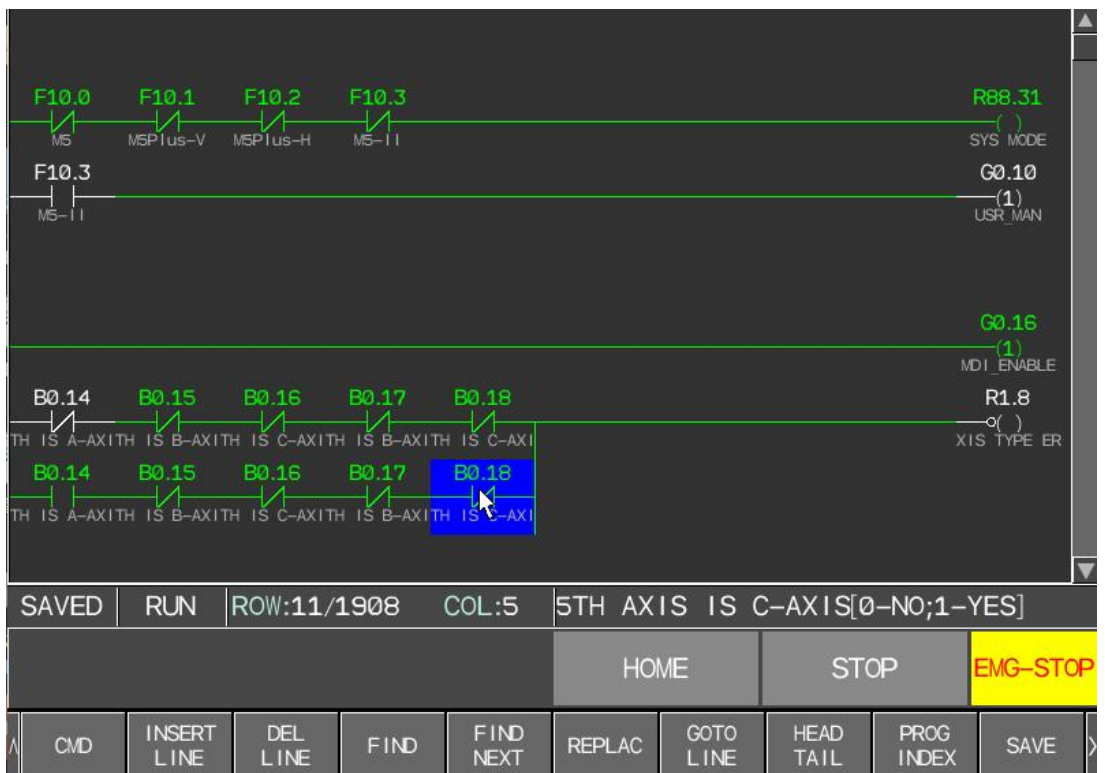 F10.0 F10.1 F10.2 F10.3 R88.31
( )
M5 M5Plus-V M5Plus-H M5-II SYS MODE
F10.3 G0.10
(1)
M5-II USR_MAN
G0.16
(1)
MDI_ENABLE
B0.14 B0.15 B0.16 B0.17 B0.18 R1.8
( )
TH IS A-AXITH IS B-AXITH IS C-AXITH IS B-AXITH IS C-AXI XIS TYPE ER
B0.14 B0.15 B0.16 B0.17 B0.18
TH IS A-AXITH IS B-AXITH IS C-AXITH IS B-AXITH IS C-AXI
SAVED RUN ROW:11/1908 COL:5 5TH AXIS IS C-AXIS[0-NO;1-YES]
HOME STOP EMG-STOP
CMD INSERT LINE DEL LINE FIND FIND NEXT REPLAC GOTO LINE HEAD TAIL PROG INDEX SAVE